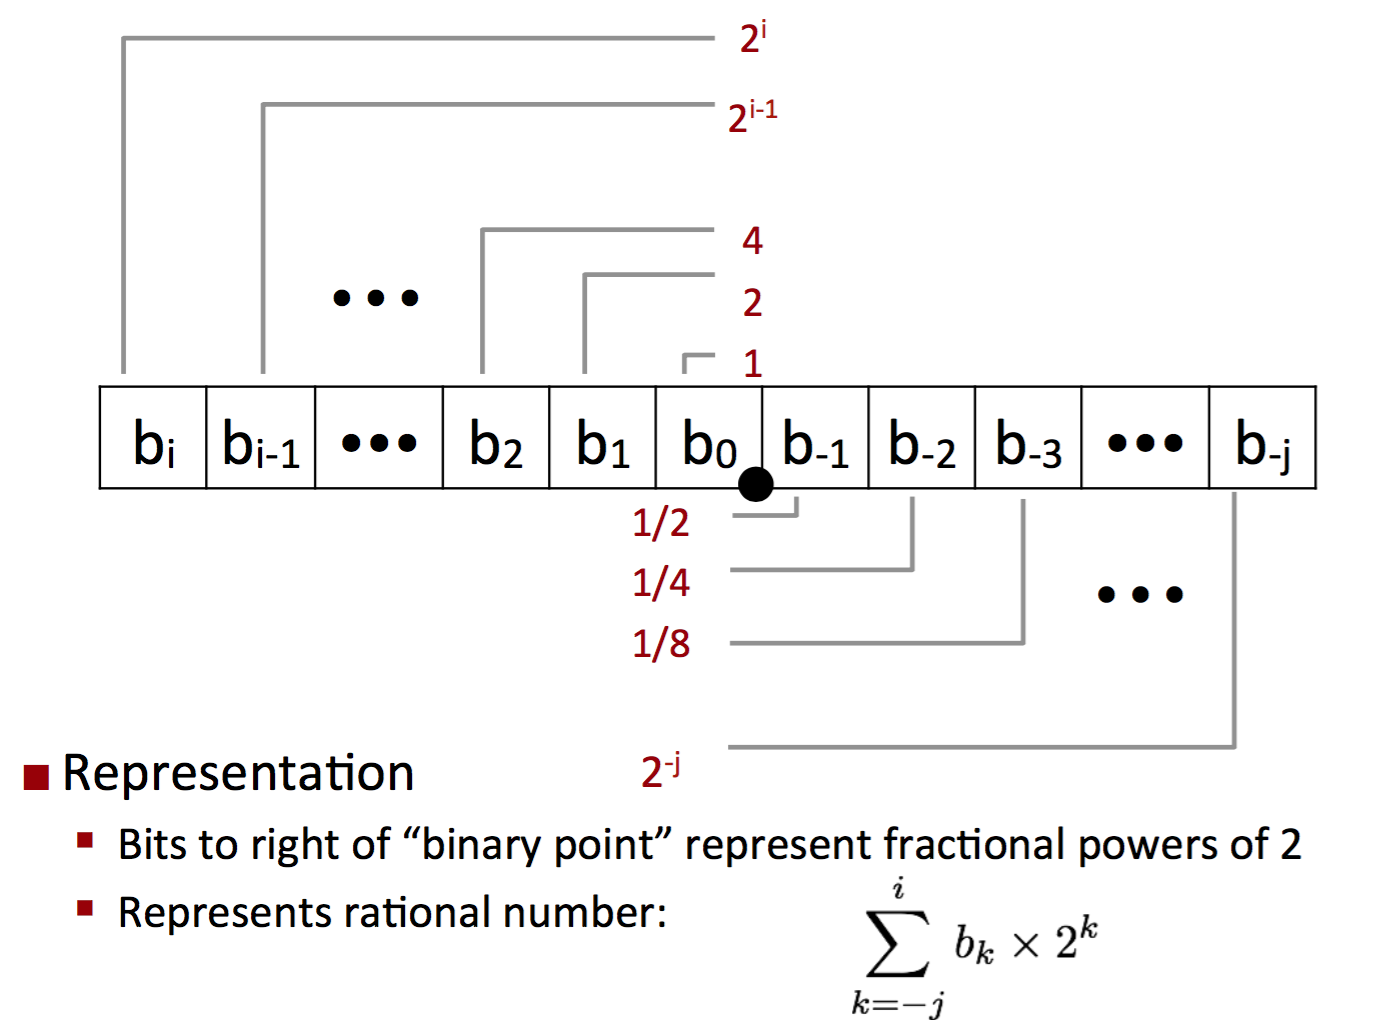 2^i
2^{i-1}
4
●●●
2
1
b_i b_{i-1} ●●● b_2 b_1 b_0 b_{-1} b_{-2} b_{-3} ●●● b_{-j}
1/2
1/4
●●●
1/8
2^{-j}
■ Representation
▪ Bits to right of “binary point” represent fractional powers of 2
▪ Represents rational number: \sum_{k=-j}^{i} b_k × 2^k